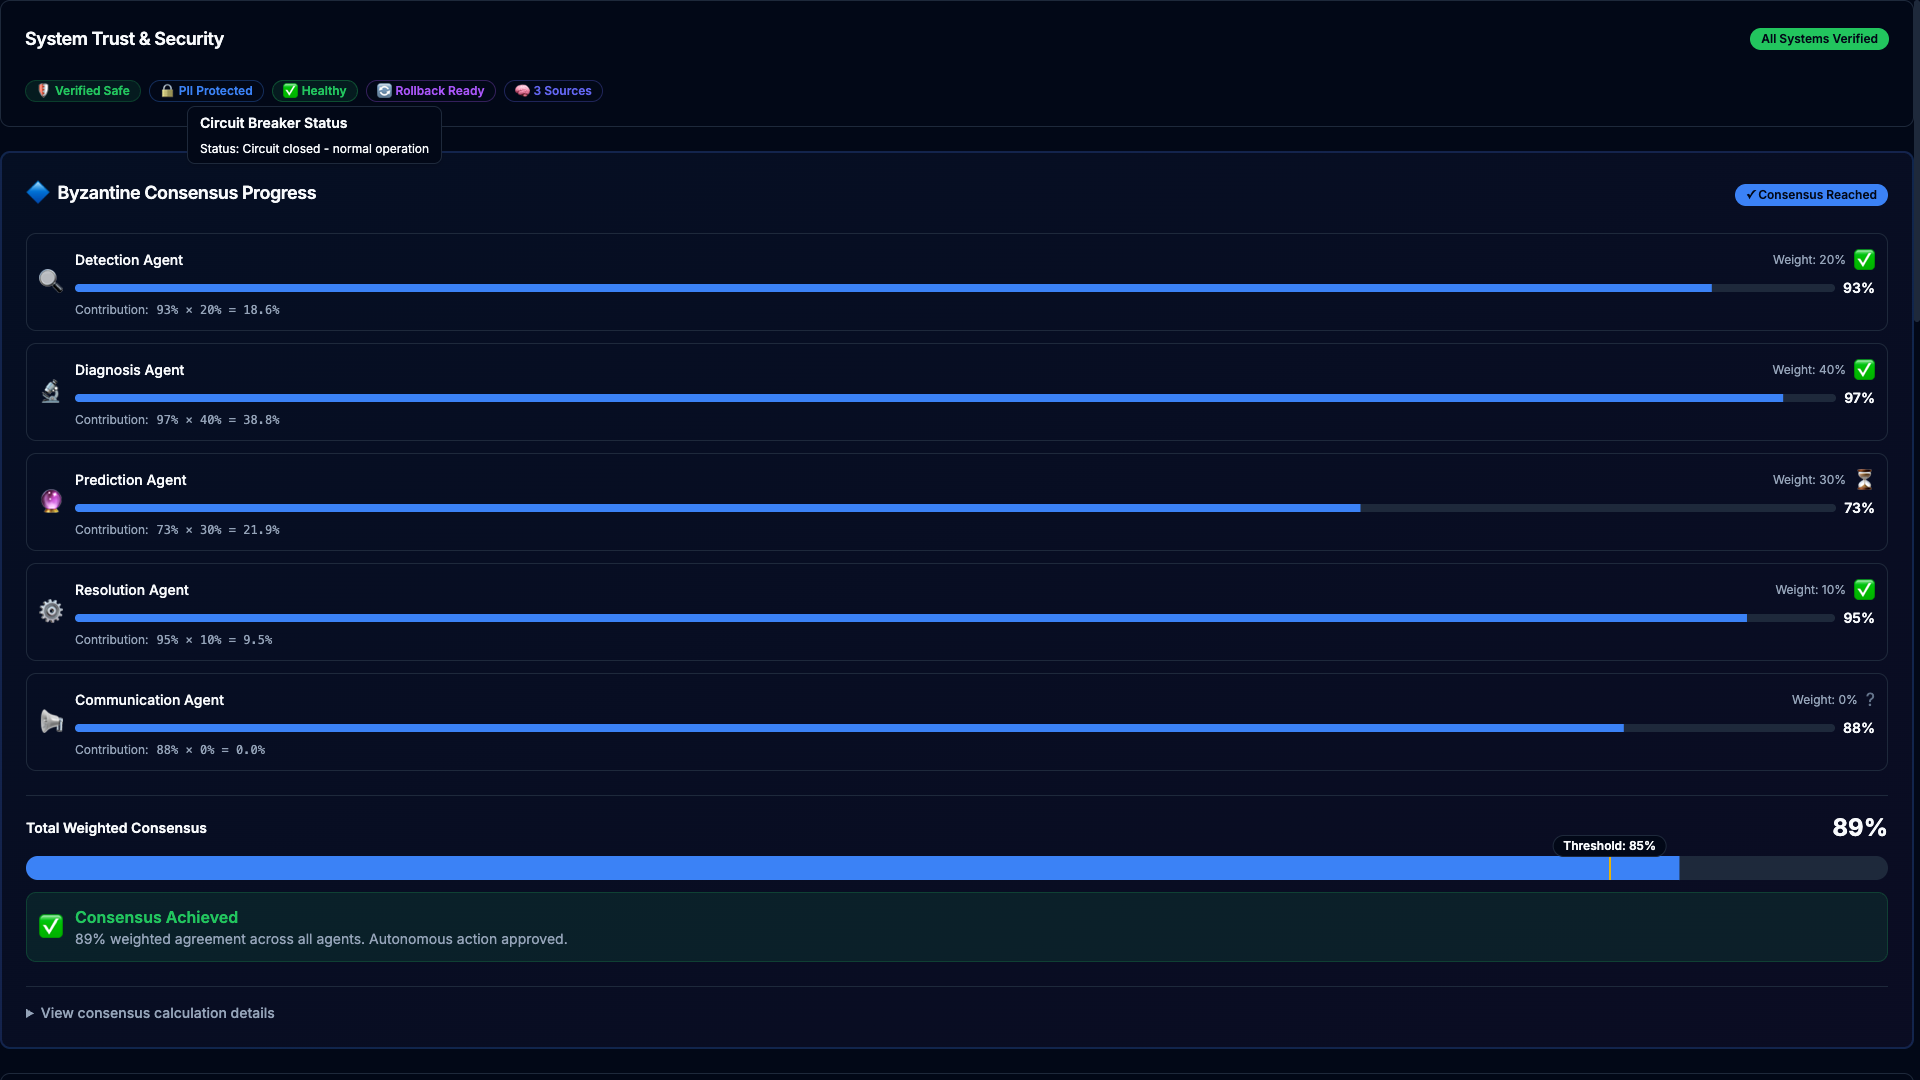 System Trust & Security
All Systems Verified
Verified Safe
PII Protected
Healthy
Rollback Ready
3 Sources
Circuit Breaker Status
Status: Circuit closed - normal operation
Byzantine Consensus Progress
✓ Consensus Reached
Detection Agent
Weight: 20%
93%
Contribution: 93% × 20% = 18.6%
Diagnosis Agent
Weight: 40%
97%
Contribution: 97% × 40% = 38.8%
Prediction Agent
Weight: 30%
73%
Contribution: 73% × 30% = 21.9%
Resolution Agent
Weight: 10%
95%
Contribution: 95% × 10% = 9.5%
Communication Agent
Weight: 0% ?
88%
Contribution: 88% × 0% = 0.0%
Total Weighted Consensus
89%
Threshold: 85%
Consensus Achieved
89% weighted agreement across all agents. Autonomous action approved.
View consensus calculation details